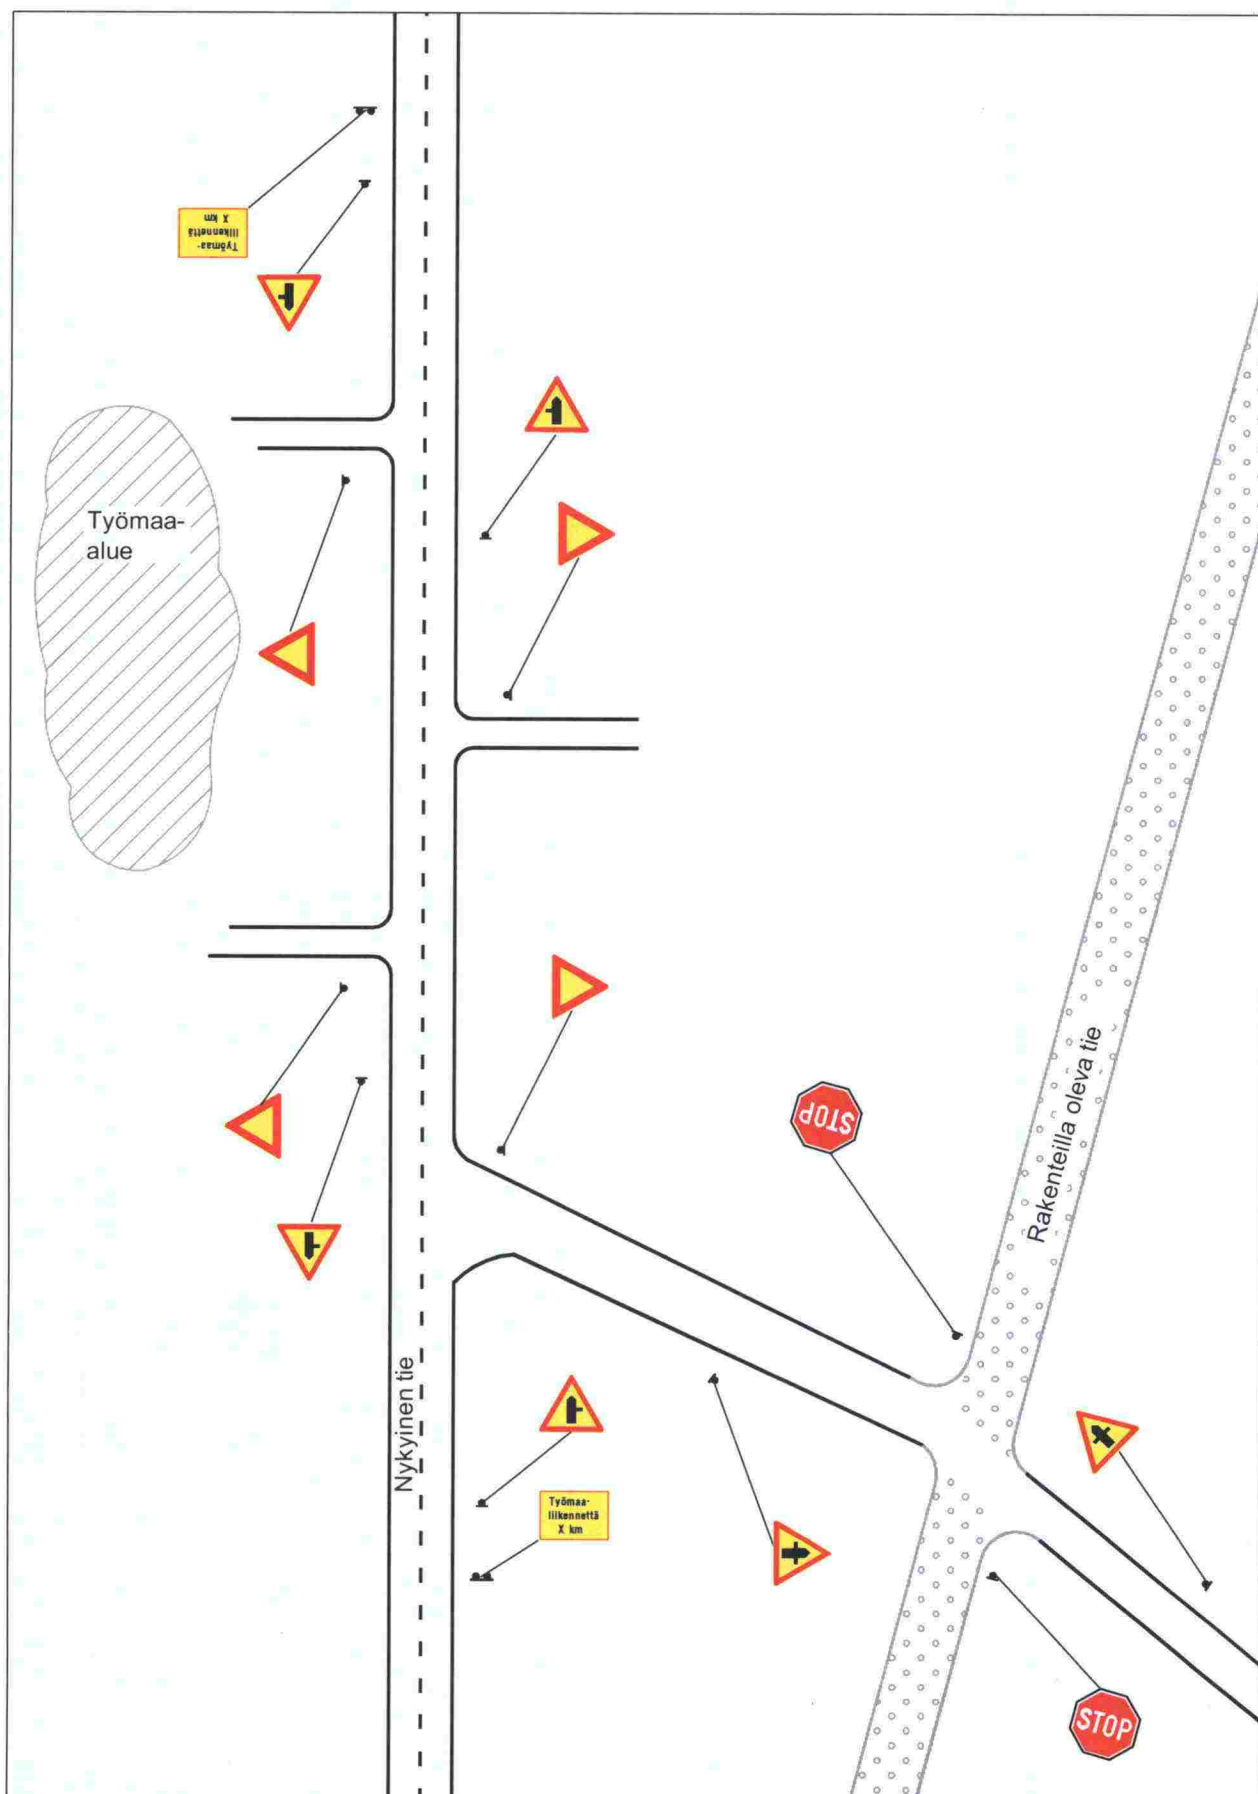 Työmaa-
liikennettä
X km
Työmaa-
alue
STOP
Rakenteilla oleva tie
Nykyinen tie
Työmaa-
liikennettä
X km
STOP